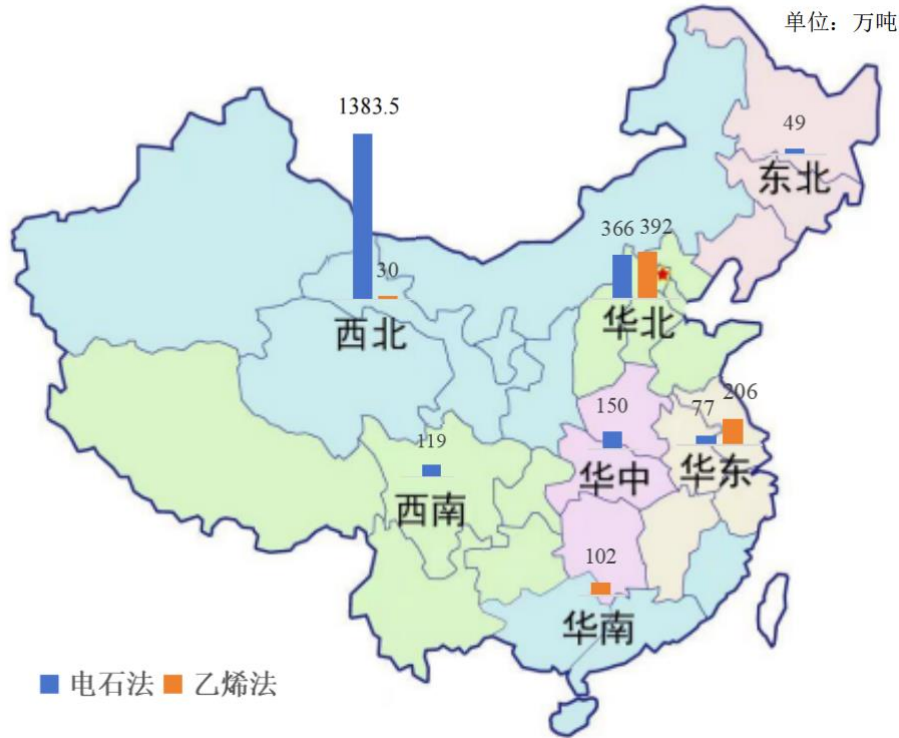 单位：万吨
1383.5
30
西北
49
东北
366
392
华北
77
206
华东
150
华中
119
西南
102
华南
电石法
乙烯法